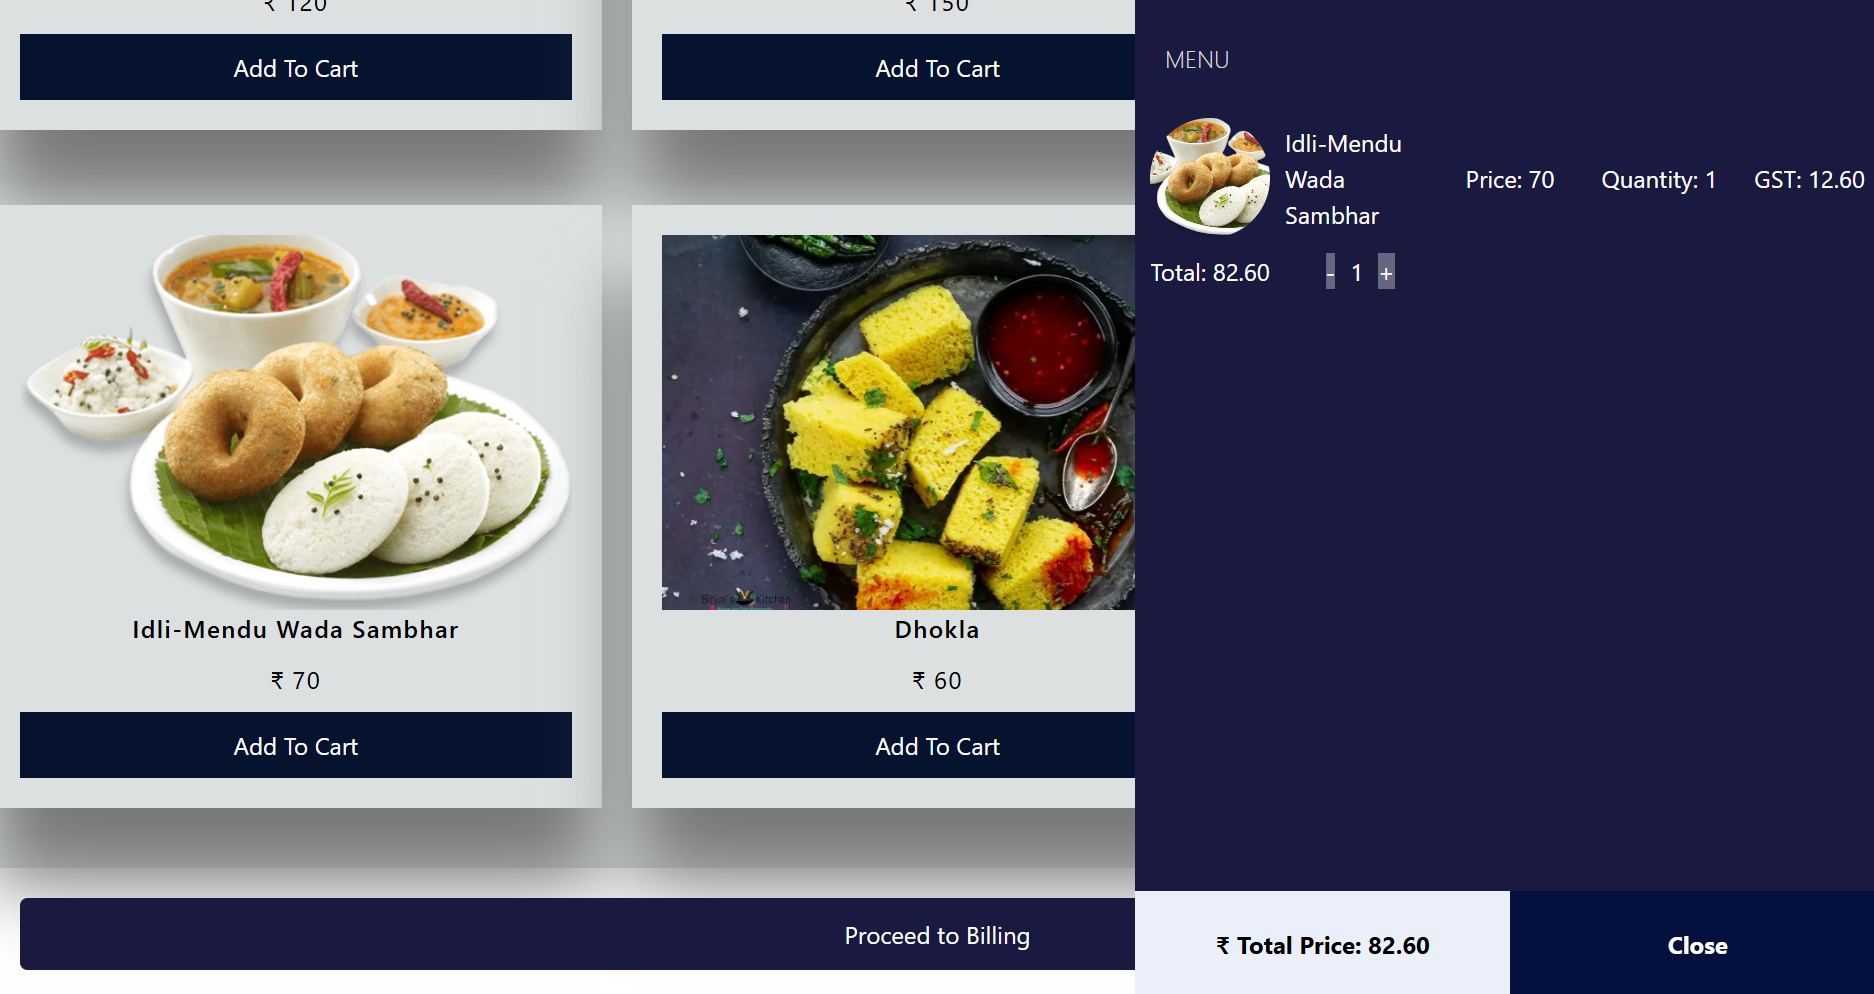 ₹ 120
₹ 150
Add To Cart
Add To Cart
Binjal's Kitchen
Idli-Mendu Wada Sambhar
Dhokla
₹ 70
₹ 60
Add To Cart
Add To Cart
Proceed to Billing
MENU
Idli-Mendu
Wada
Sambhar
Price: 70
Quantity: 1
GST: 12.60
Total: 82.60
- 1 +
₹ Total Price: 82.60
Close